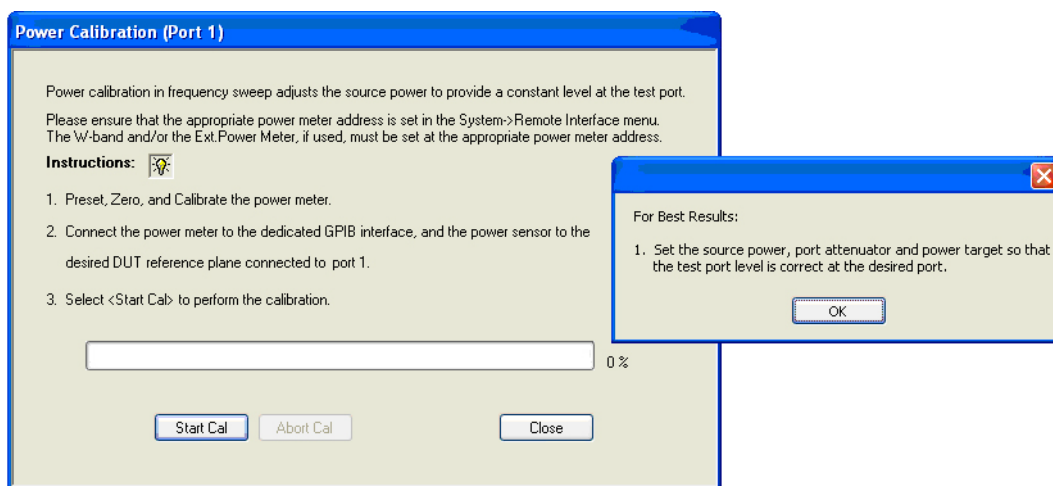 Power Calibration (Port 1)
Power calibration in frequency sweep adjusts the source power to provide a constant level at the test port.
Please ensure that the appropriate power meter address is set in the System->Remote Interface menu.
The W-band and/or the Ext.Power Meter, if used, must be set at the appropriate power meter address.
Instructions:
1. Preset, Zero, and Calibrate the power meter.
2. Connect the power meter to the dedicated GPIB interface, and the power sensor to the
desired DUT reference plane connected to port 1.
3. Select <Start Cal> to perform the calibration.
0 %
Start Cal
Abort Cal
Close
For Best Results:
1. Set the source power, port attenuator and power target so that
the test port level is correct at the desired port.
OK